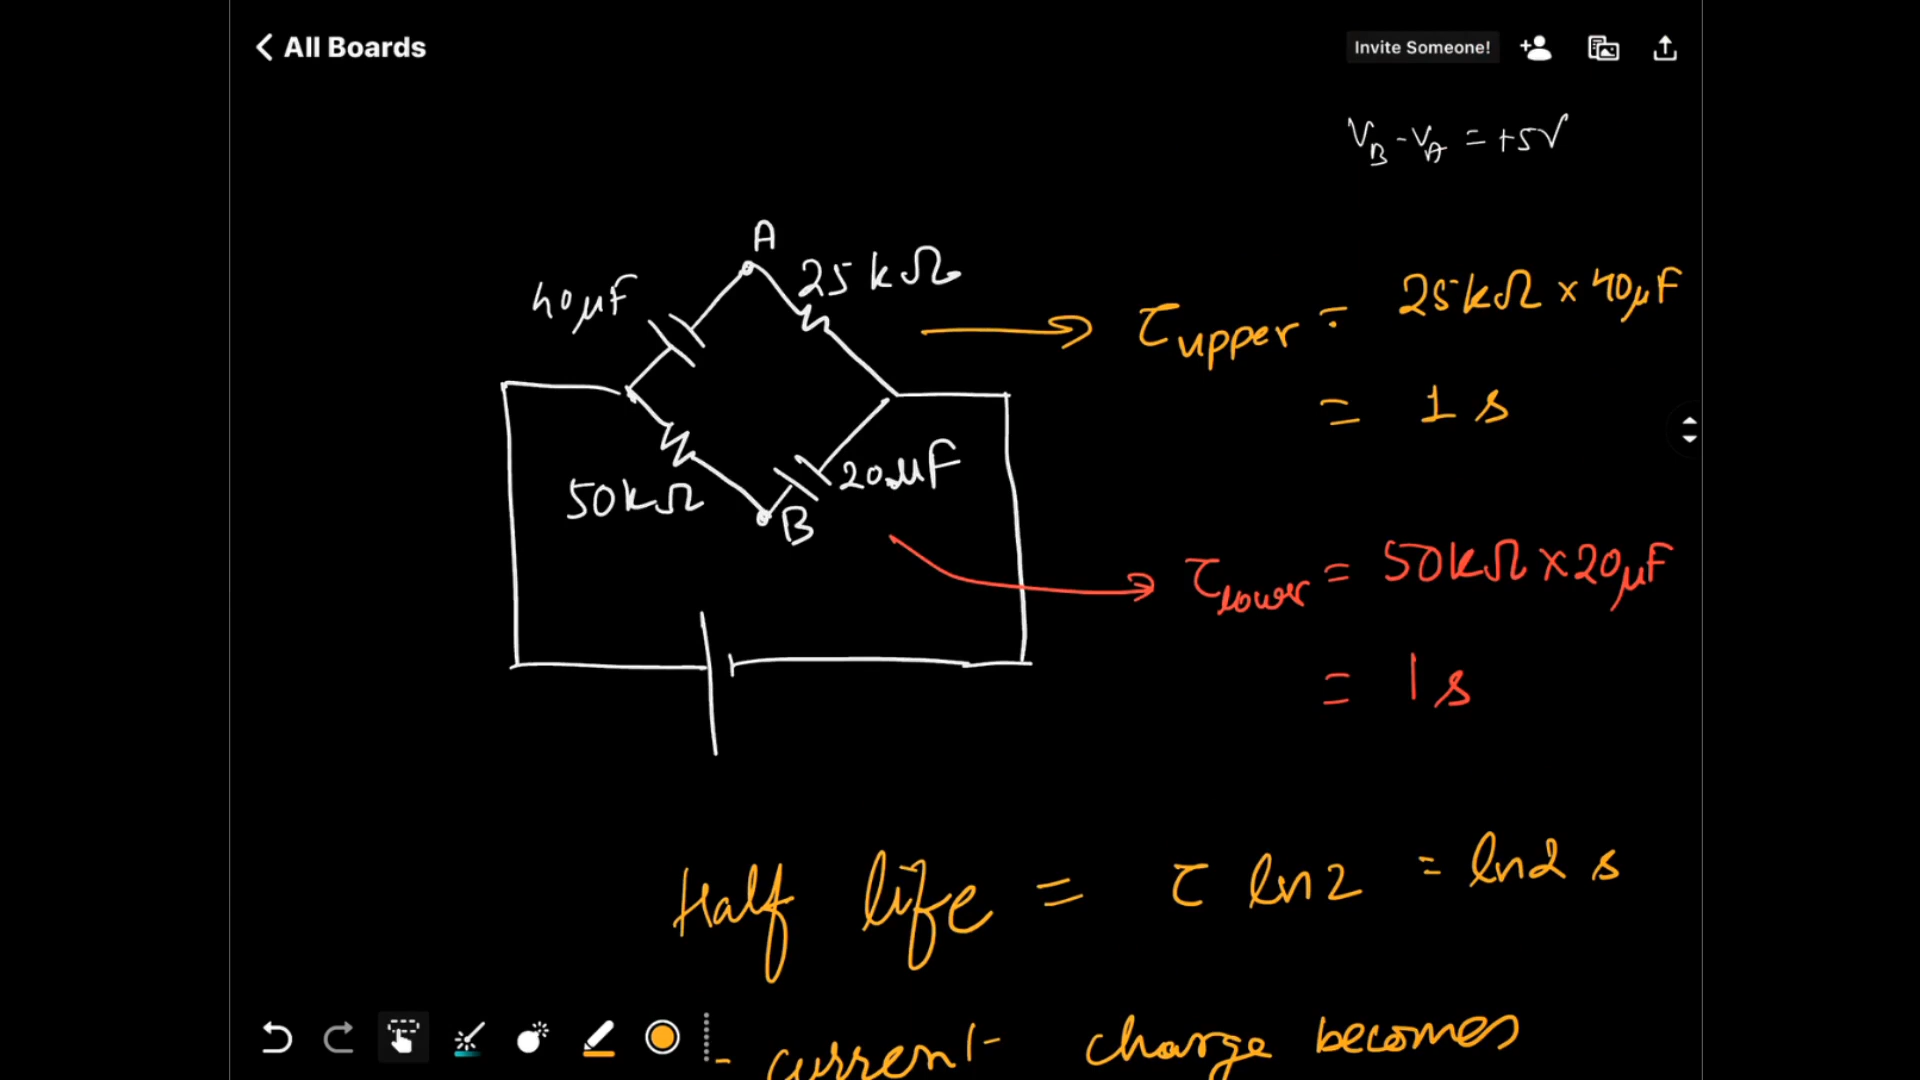 All Boards
Invite Someone!
V_B - V_A = +5V
A
40μF
25kΩ
τ_upper = 25kΩ × 40μF
= 1 s
50kΩ
20μF
B
τ_lower = 50kΩ × 20μF
= 1 s
Half life = τ ln2 = ln2 s
- current charge becomes